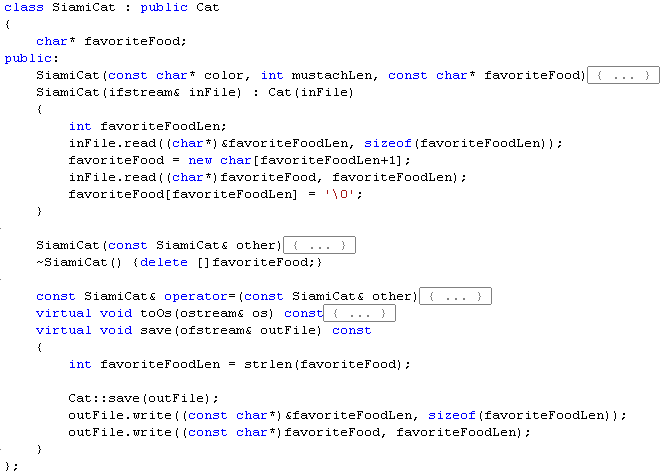 class SiamiCat : public Cat
{
    char* favoriteFood;
public:
    SiamiCat(const char* color, int mustachLen, const char* favoriteFood){ ... }
    SiamiCat(ifstream& inFile) : Cat(inFile)
    {
        int favoriteFoodLen;
        inFile.read((char*)&favoriteFoodLen, sizeof(favoriteFoodLen));
        favoriteFood = new char[favoriteFoodLen+1];
        inFile.read((char*)favoriteFood, favoriteFoodLen);
        favoriteFood[favoriteFoodLen] = '\0';
    }

    SiamiCat(const SiamiCat& other){ ... }
    ~SiamiCat() {delete []favoriteFood;}

    const SiamiCat& operator=(const SiamiCat& other){ ... }
    virtual void toOs(ostream& os) const{ ... }
    virtual void save(ofstream& outFile) const
    {
        int favoriteFoodLen = strlen(favoriteFood);

        Cat::save(outFile);
        outFile.write((const char*)&favoriteFoodLen, sizeof(favoriteFoodLen));
        outFile.write((const char*)favoriteFood, favoriteFoodLen);
    }
};